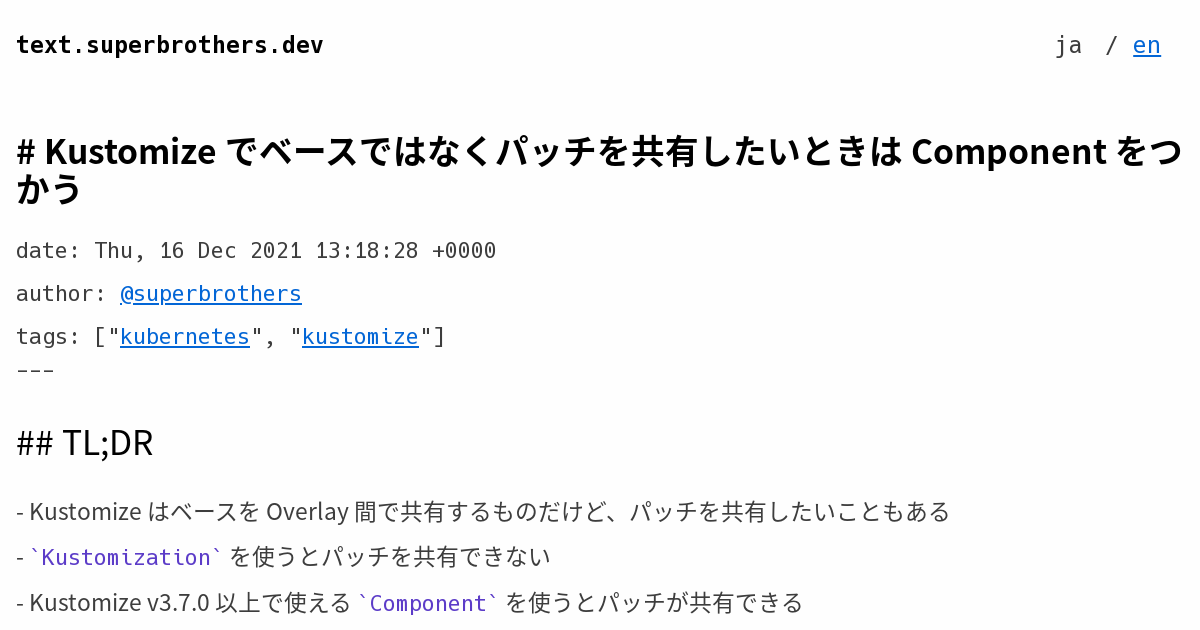 text.superbrothers.dev
ja / en
# Kustomize でベースではなくパッチを共有したいときは Component をつ
かう
date: Thu, 16 Dec 2021 13:18:28 +0000
author: @superbrothers
tags: ["kubernetes", "kustomize"]
---
## TL;DR
- Kustomize はベースを Overlay 間で共有するものだけど、パッチを共有したいこともある
- `Kustomization` を使うとパッチを共有できない
- Kustomize v3.7.0 以上で使える `Component` を使うとパッチが共有できる